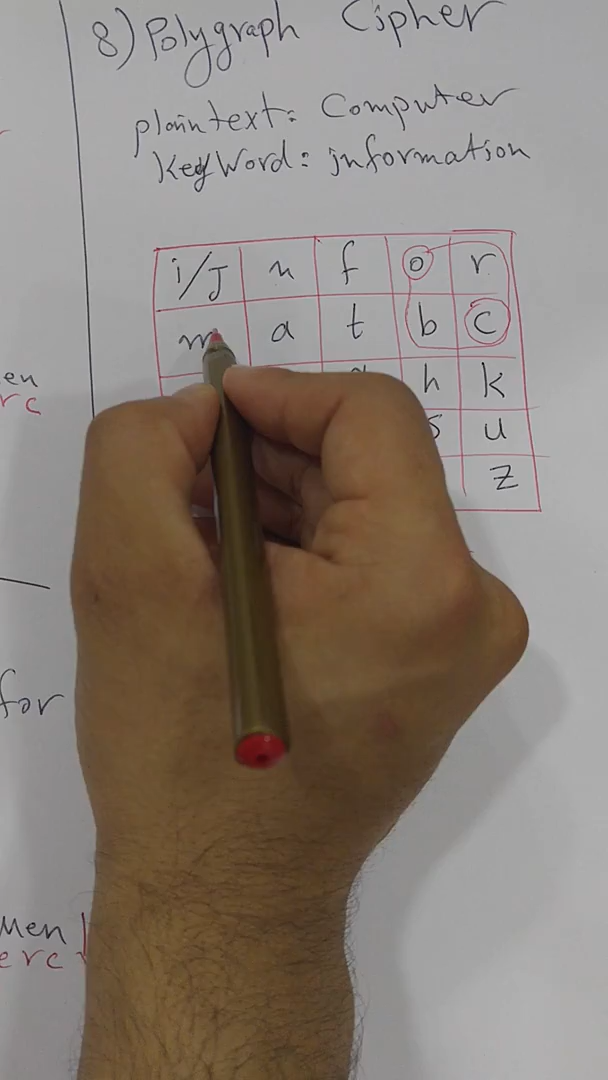 8) Polygraph Cipher
plaintext: Computer
KeyWord: information
i/J n f o r
m a t b c
h k
s u
z
en
rc
for
Men
erc